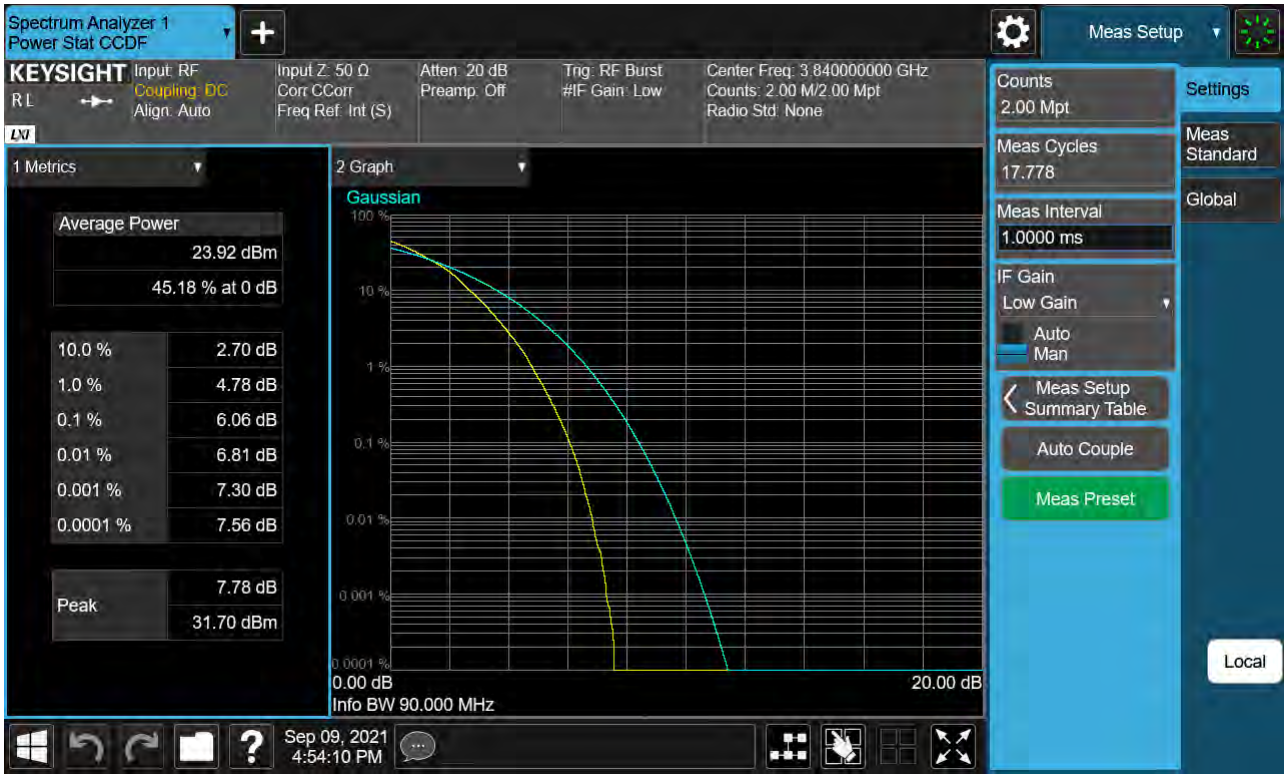 Spectrum Analyzer 1
Power Stat CCDF
+
Meas Setup
KEYSIGHT
RL
LXI
Input: RF
Coupling: DC
Align: Auto
Input Z: 50 Ω
Corr CCorr
Freq Ref: Int (S)
Atten: 20 dB
Preamp: Off
Trig: RF Burst
#IF Gain: Low
Center Freq: 3.840000000 GHz
Counts: 2.00 M/2.00 Mpt
Radio Std: None
1 Metrics
Average Power
23.92 dBm
45.18 % at 0 dB
10.0 % 2.70 dB
1.0 % 4.78 dB
0.1 % 6.06 dB
0.01 % 6.81 dB
0.001 % 7.30 dB
0.0001 % 7.56 dB
Peak
7.78 dB
31.70 dBm
2 Graph
Gaussian
100 %
10 %
1 %
0.1 %
0.01 %
0.001 %
0.0001 %
0.00 dB 20.00 dB
Info BW 90.000 MHz
Counts
2.00 Mpt
Meas Cycles
17.778
Meas Interval
1.0000 ms
IF Gain
Low Gain
Auto
Man
Meas Setup
Summary Table
Auto Couple
Meas Preset
Settings
Meas
Standard
Global
Local
?
Sep 09, 2021
4:54:10 PM